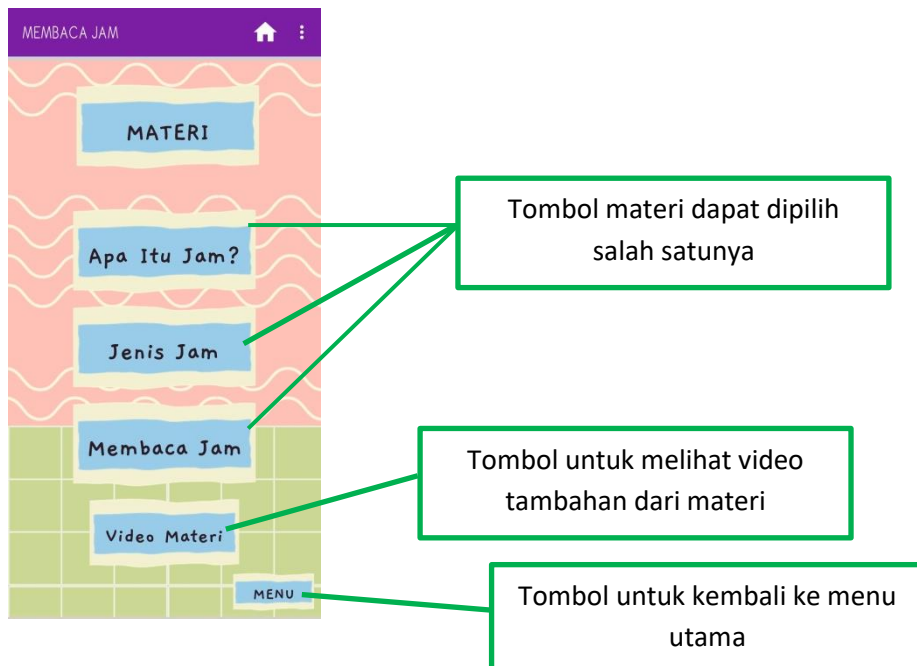 MEMBACA JAM
MATERI
Apa Itu Jam?
Jenis Jam
Membaca Jam
Video Materi
MENU
Tombol materi dapat dipilih
salah satunya
Tombol untuk melihat video
tambahan dari materi
Tombol untuk kembali ke menu
utama